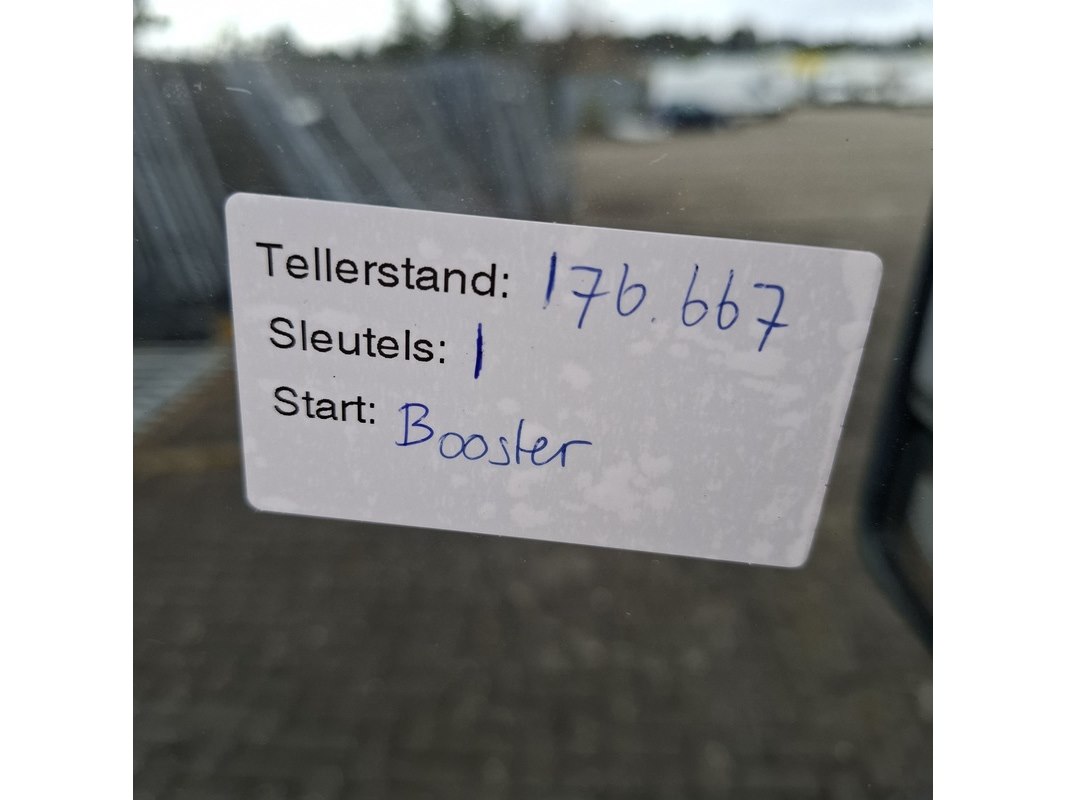 Tellerstand: 176.667
Sleutels: 1
Start: Booster